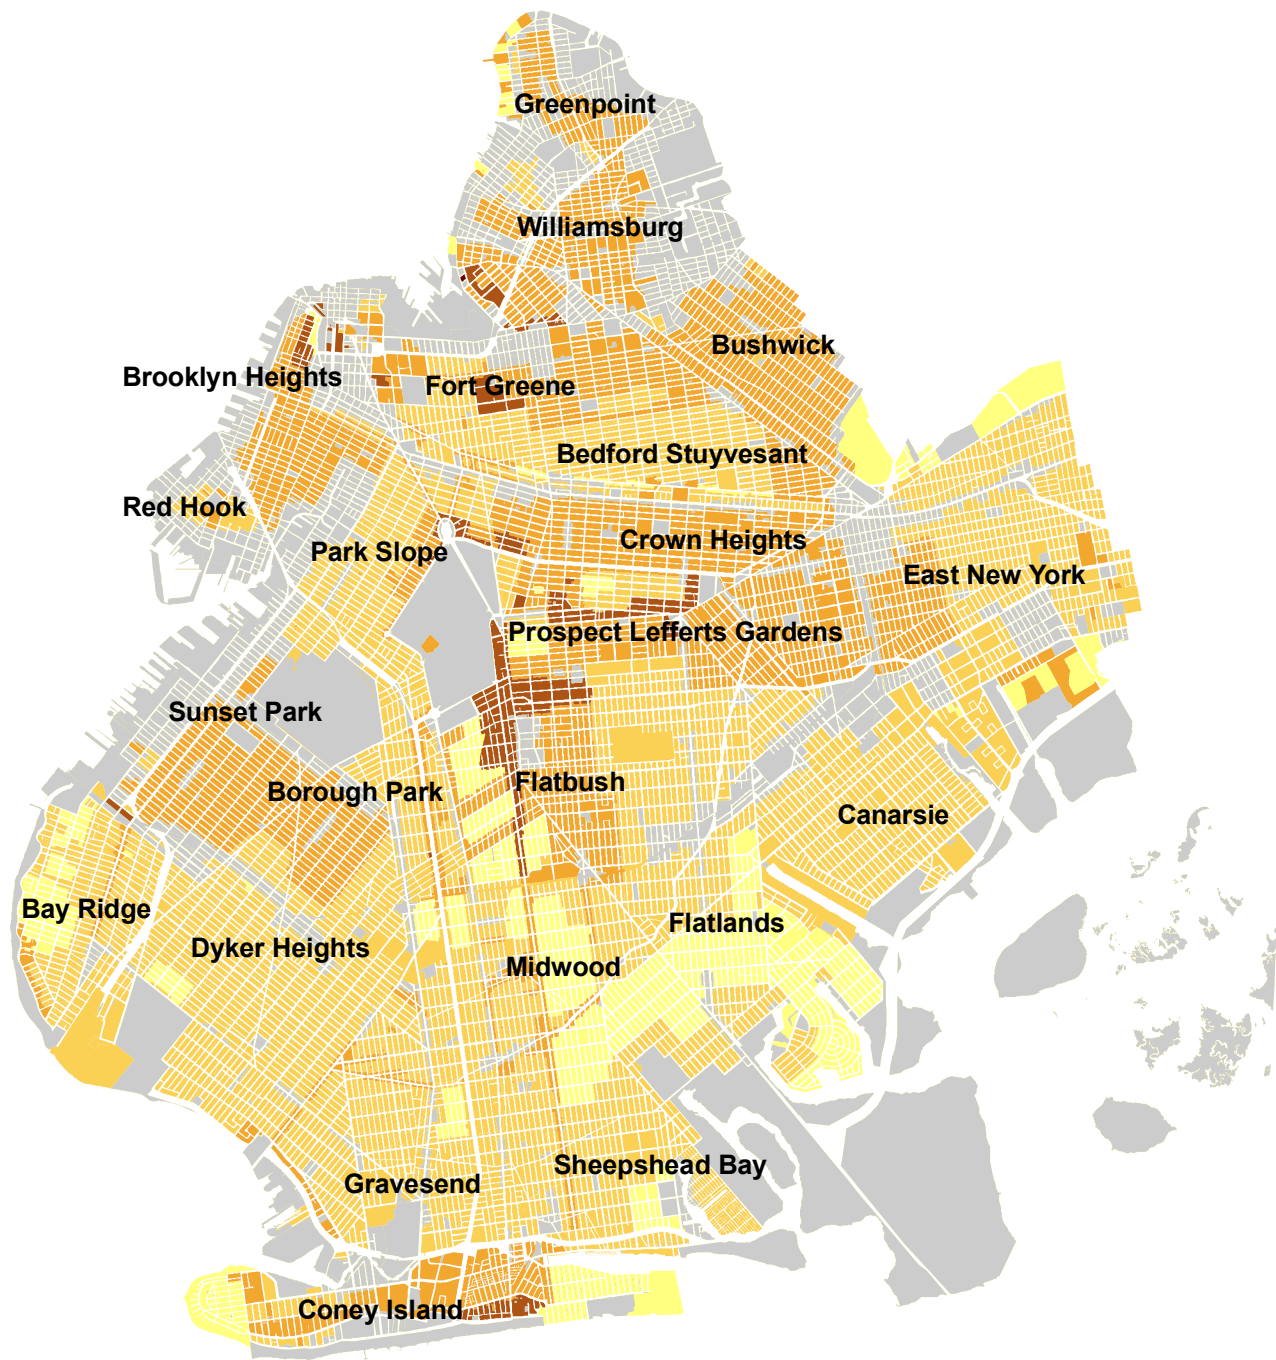 Greenpoint
Williamsburg
Bushwick
Brooklyn Heights
Fort Greene
Bedford Stuyvesant
Red Hook
Crown Heights
Park Slope
East New York
Prospect Lefferts Gardens
Sunset Park
Flatbush
Borough Park
Canarsie
Bay Ridge
Flatlands
Dyker Heights
Midwood
Sheepshead Bay
Gravesend
Coney Island